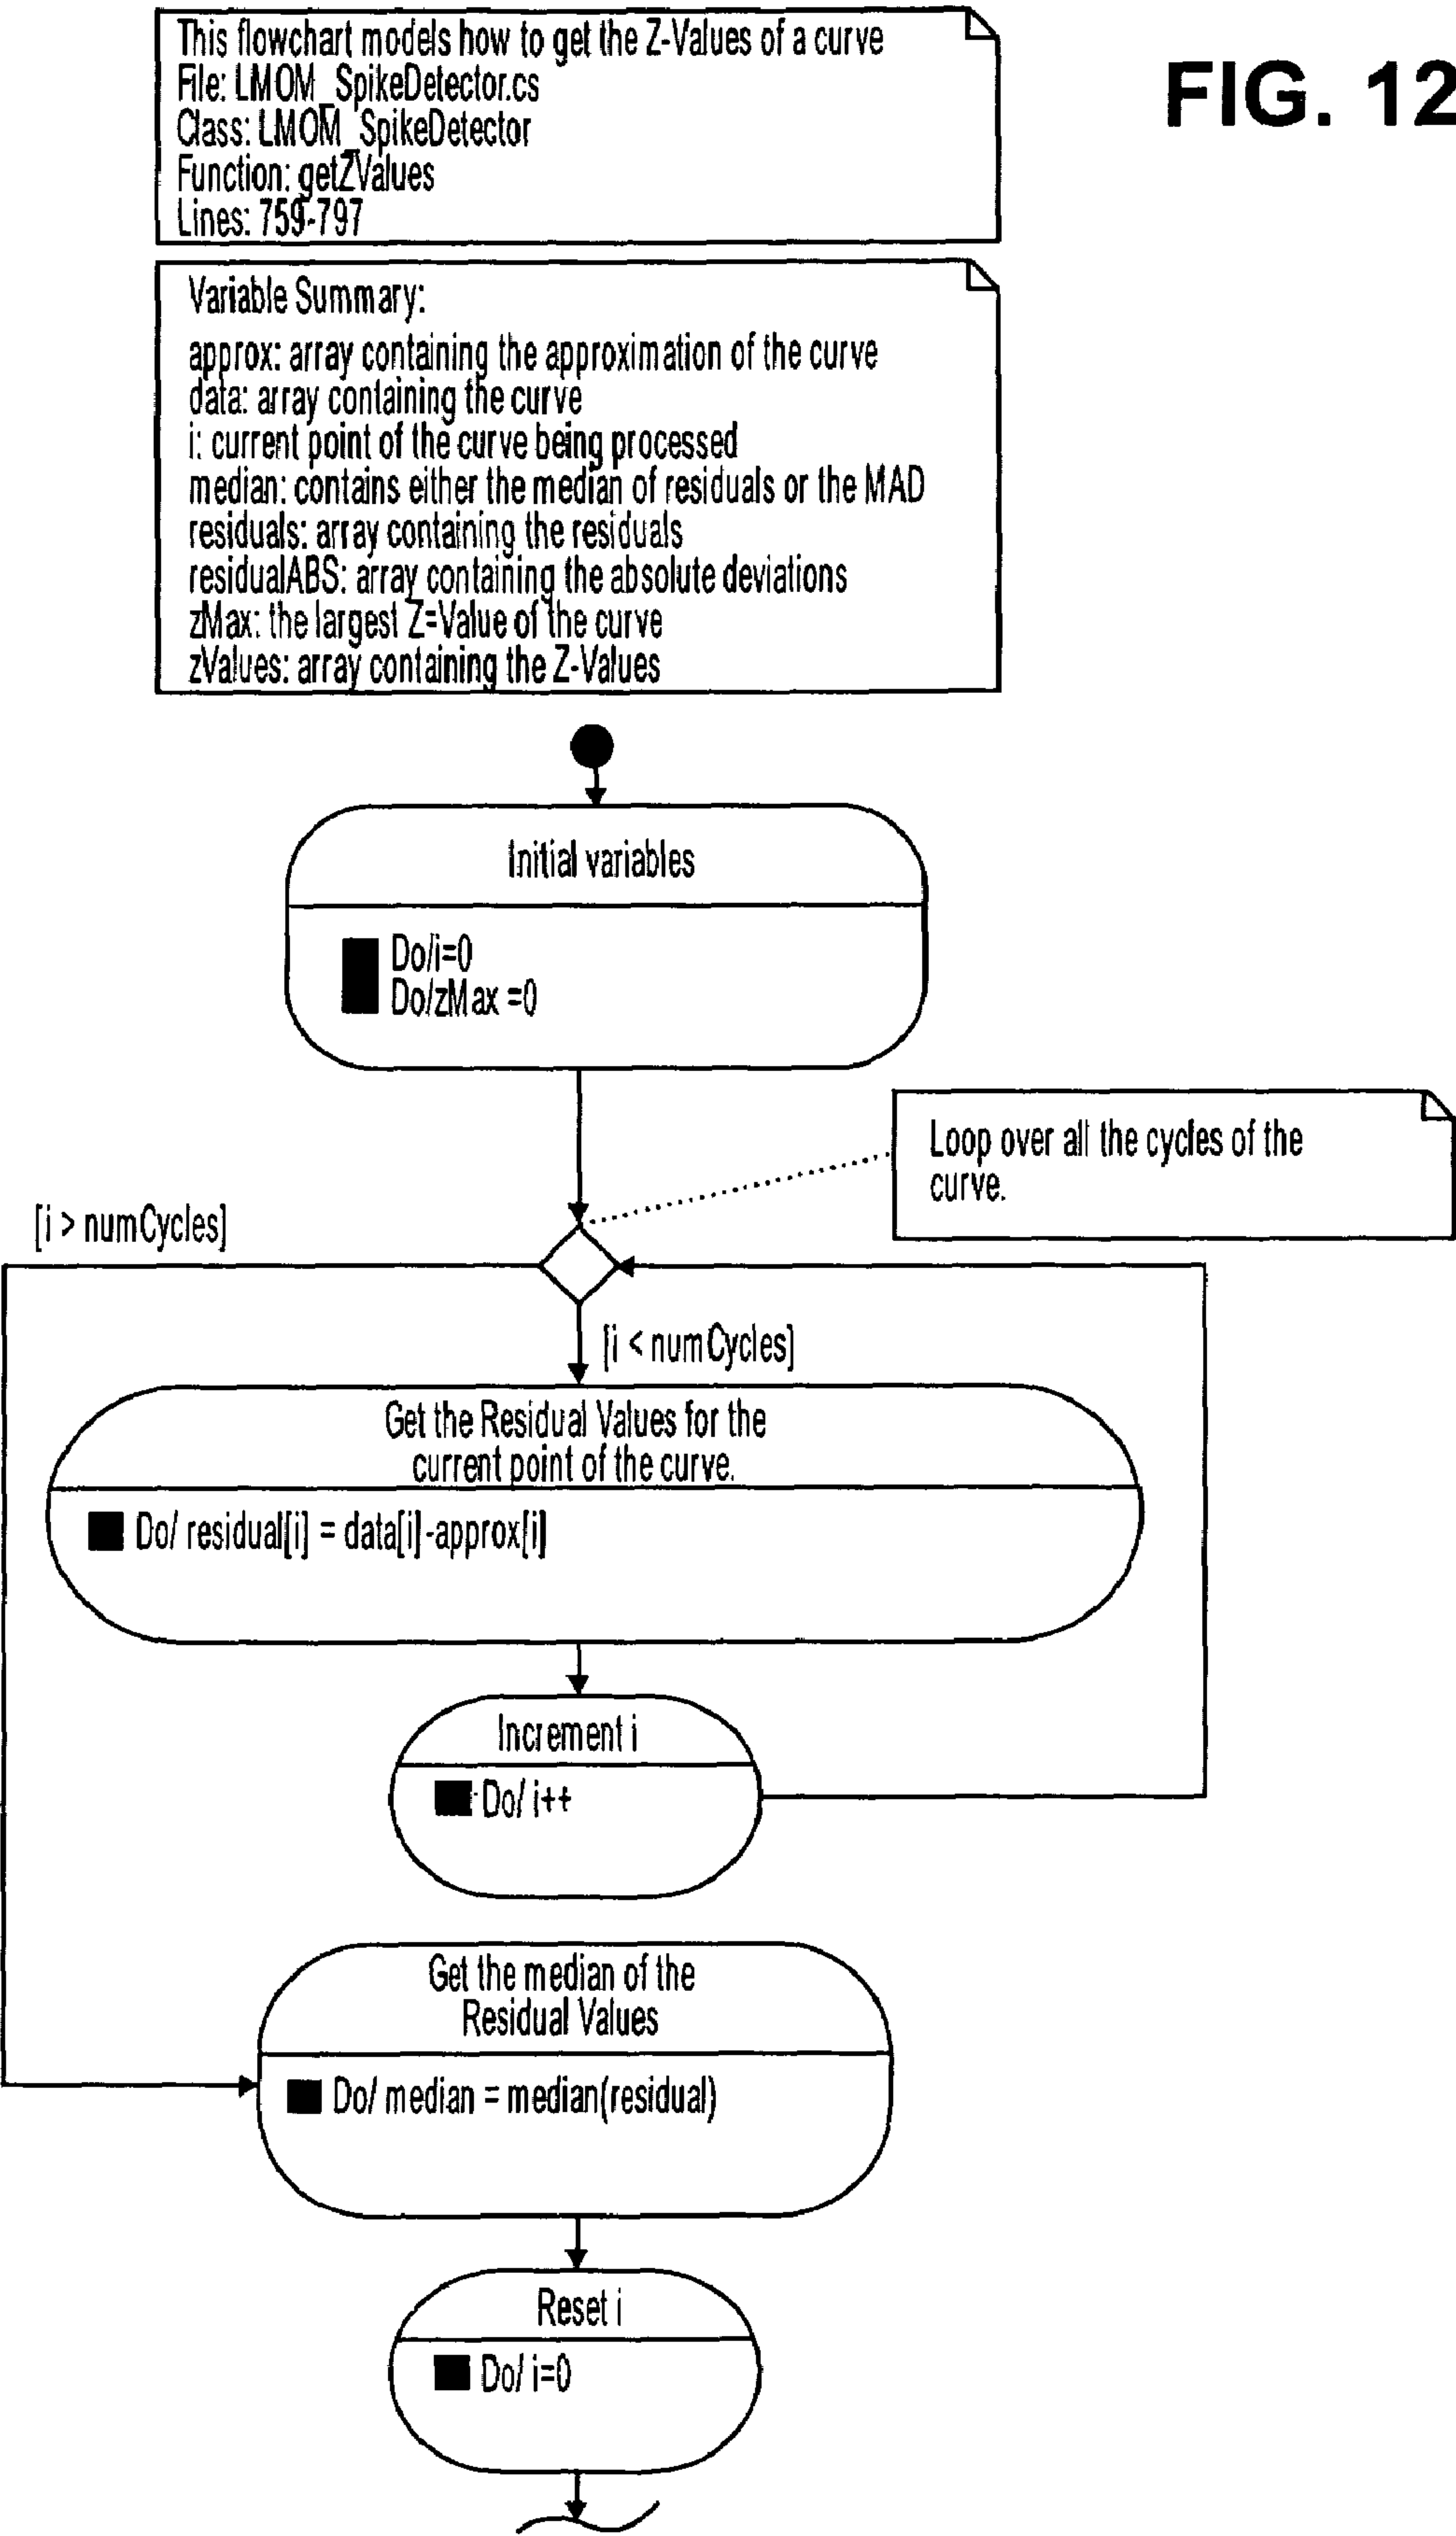 FIG. 12
This flowchart models how to get the Z-Values of a curve
File: LMOM_SpikeDetector.cs
Class: LMOM_SpikeDetector
Function: getZValues
Lines: 759-797
Variable Summary:
approx: array containing the approximation of the curve
data: array containing the curve
i: current point of the curve being processed
median: contains either the median of residuals or the MAD
residuals: array containing the residuals
residualABS: array containing the absolute deviations
zMax: the largest Z=Value of the curve
zValues: array containing the Z-Values
Initial variables
Do/i=0
Do/zMax =0
Loop over all the cycles of the
curve.
[i > numCycles]
[i < numCycles]
Get the Residual Values for the
current point of the curve.
Do/ residual[i] = data[i]-approx[i]
Increment i
Do/ i++
Get the median of the
Residual Values
Do/ median = median(residual)
Reset i
Do/ i=0